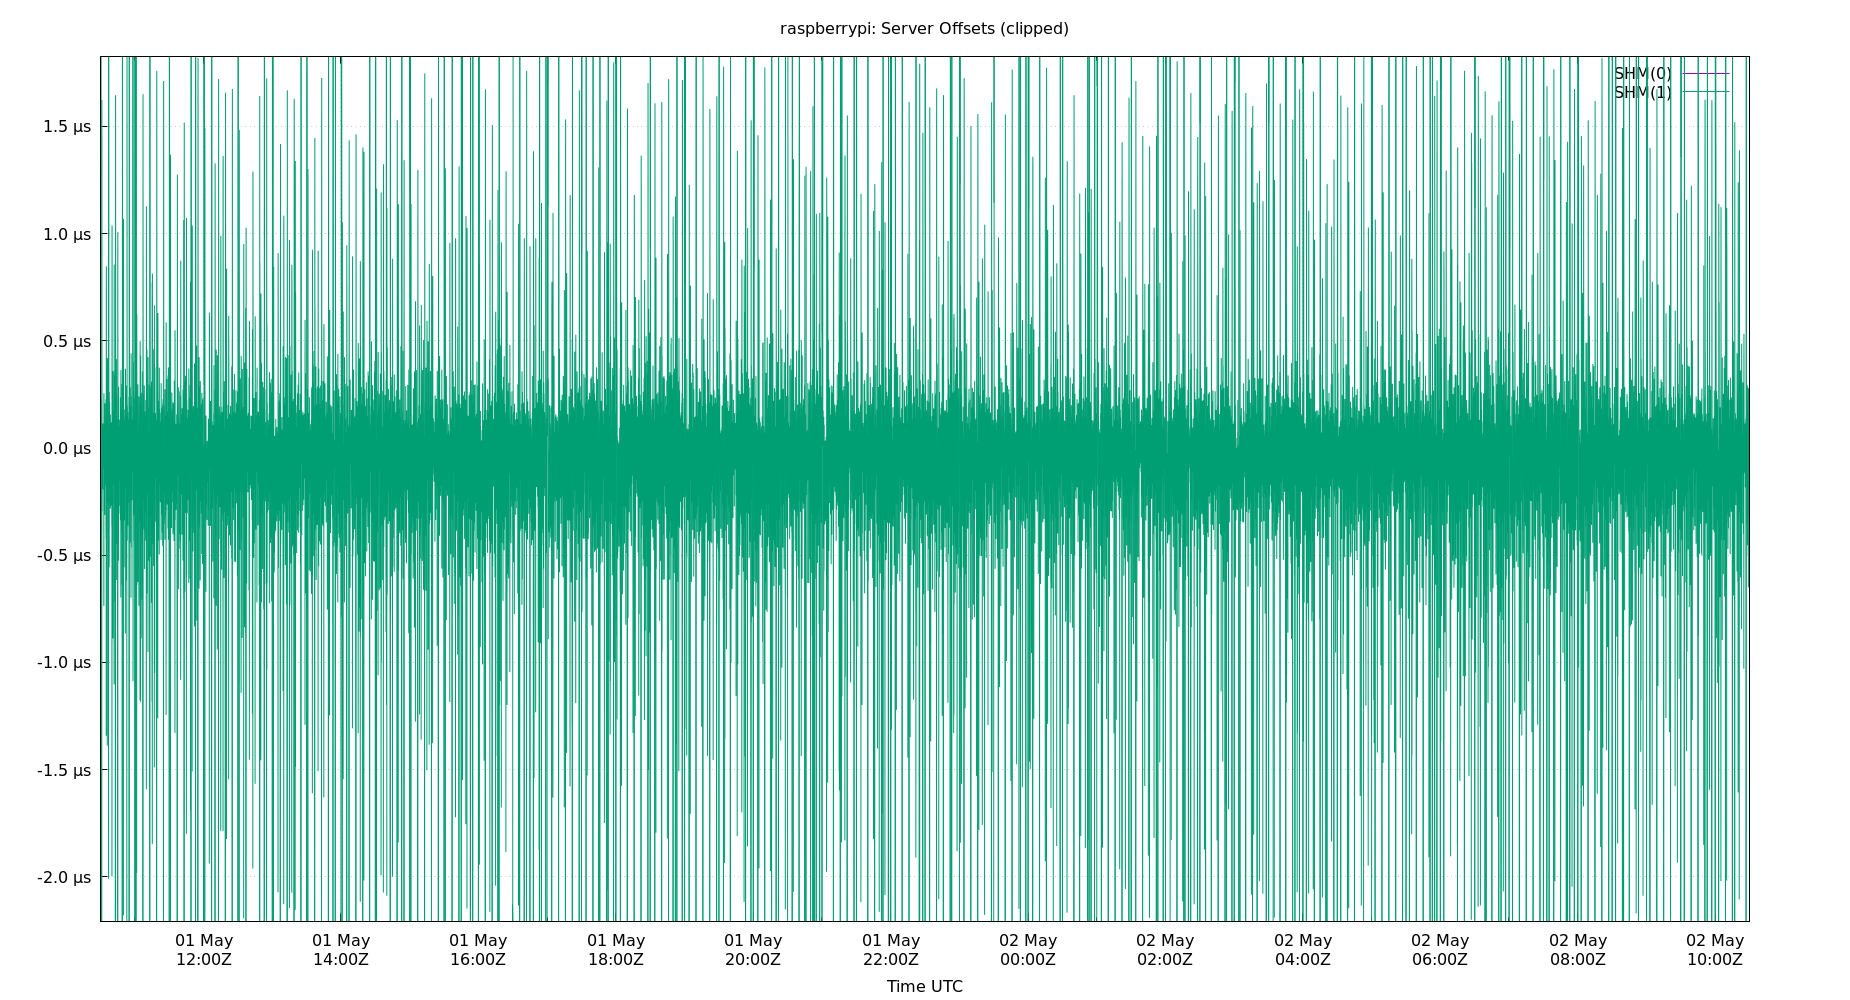 raspberrypi: Server Offsets (clipped)
SHM(0)
SHM(1)
1.5 µs
1.0 µs
0.5 µs
0.0 µs
-0.5 µs
-1.0 µs
-1.5 µs
-2.0 µs
01 May 01 May 01 May 01 May 01 May 01 May 02 May 02 May 02 May 02 May 02 May 02 May
12:00Z 14:00Z 16:00Z 18:00Z 20:00Z 22:00Z 00:00Z 02:00Z 04:00Z 06:00Z 08:00Z 10:00Z
Time UTC